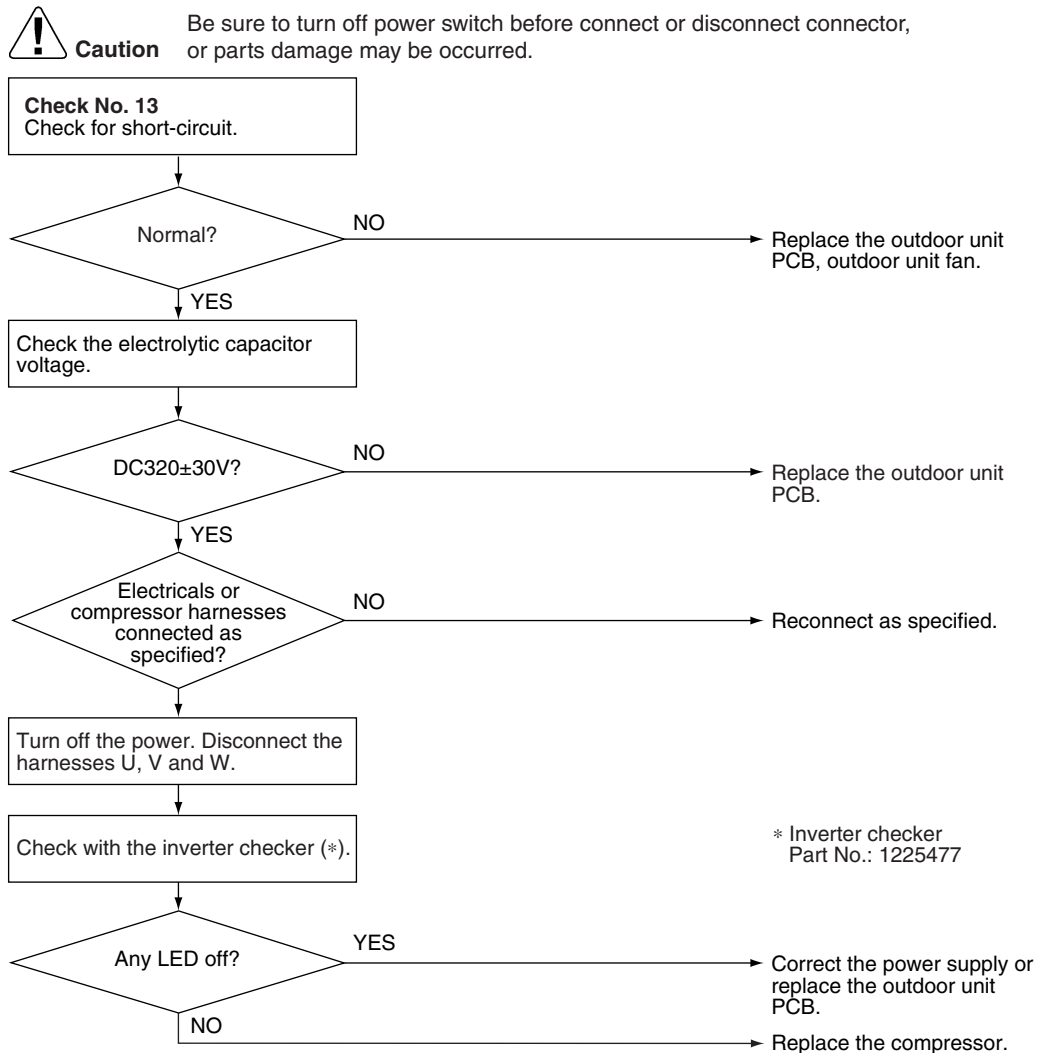 Be sure to turn off power switch before connect or disconnect connector,
Caution or parts damage may be occurred.
Check No. 13
Check for short-circuit.
Normal?
NO
Replace the outdoor unit
PCB, outdoor unit fan.
YES
Check the electrolytic capacitor
voltage.
DC320±30V?
NO
Replace the outdoor unit
PCB.
YES
Electricals or
compressor harnesses
connected as
specified?
NO
Reconnect as specified.
Turn off the power. Disconnect the
harnesses U, V and W.
Check with the inverter checker (*).
* Inverter checker
Part No.: 1225477
Any LED off?
YES
Correct the power supply or
replace the outdoor unit
PCB.
NO
Replace the compressor.